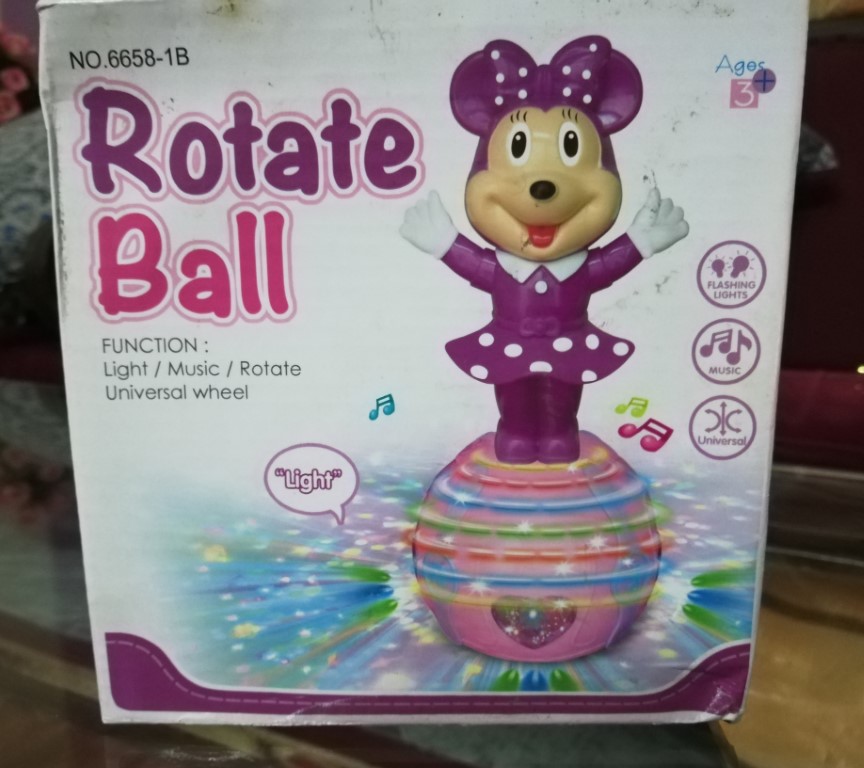 NO.6658-1B
Ages
3+
Rotate
Ball
FUNCTION :
Light / Music / Rotate
Universal wheel
FLASHING
LIGHTS
MUSIC
Universal
"Light"